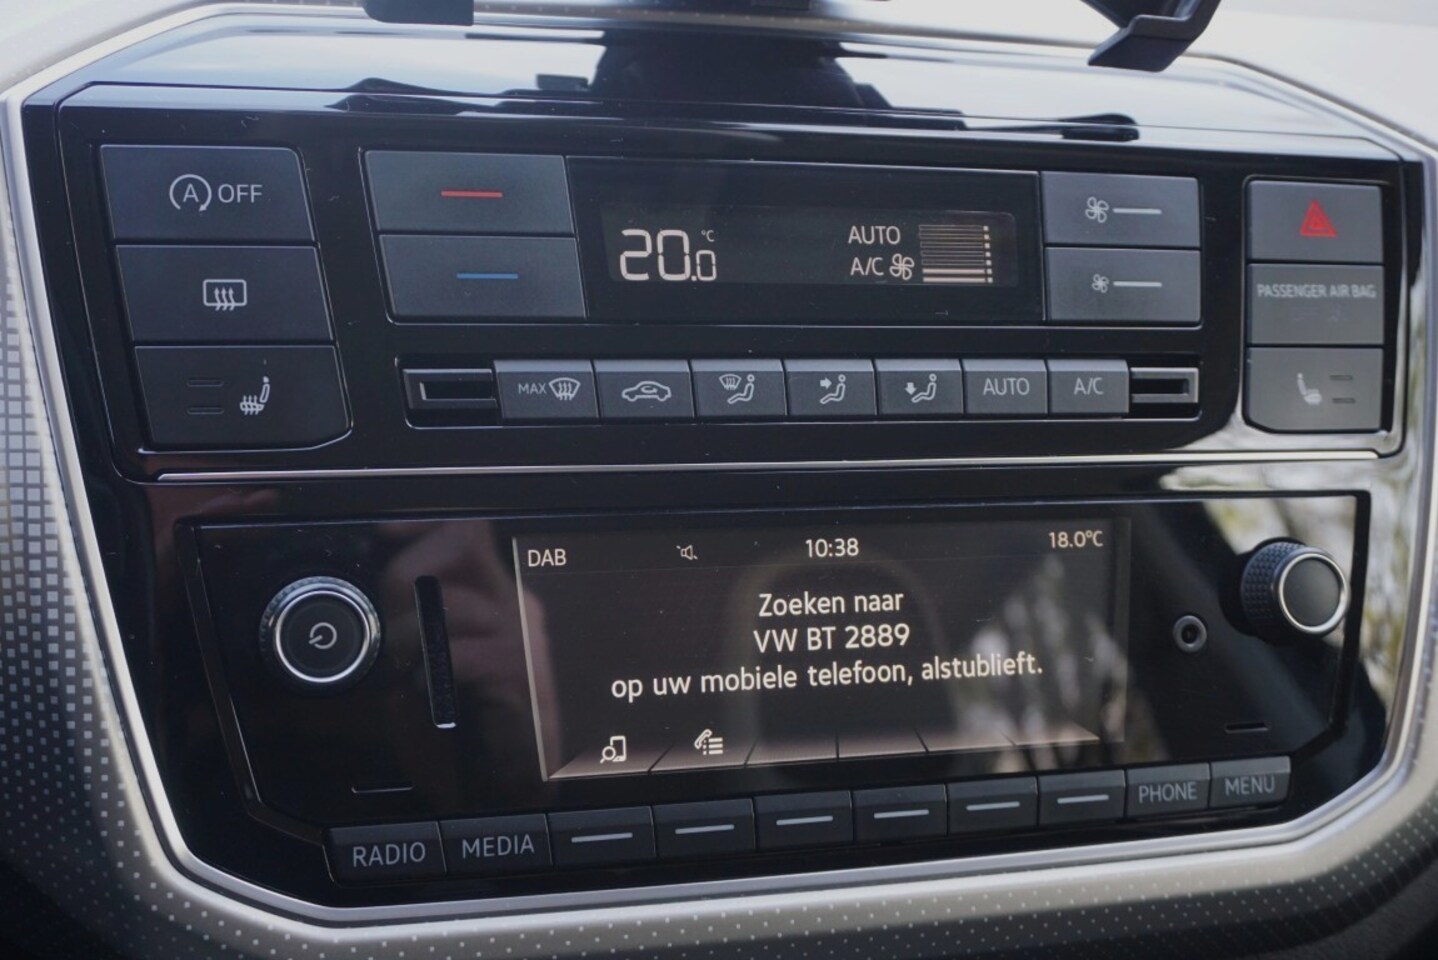 A OFF
20.0 °C
AUTO
A/C
PASSENGER AIR BAG
MAX
AUTO
A/C
DAB
10:38
18.0°C
Zoeken naar
VW BT 2889
op uw mobiele telefoon, alstublieft.
RADIO
MEDIA
PHONE
MENU